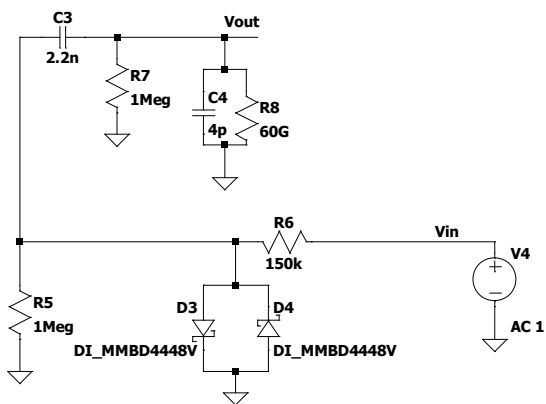 C3
Vout
2.2n
R7
1Meg
C4
4p
R8
60G
R6
150k
Vin
V4
AC 1
R5
1Meg
D3
D4
DI_MMBD4448V
DI_MMBD4448V